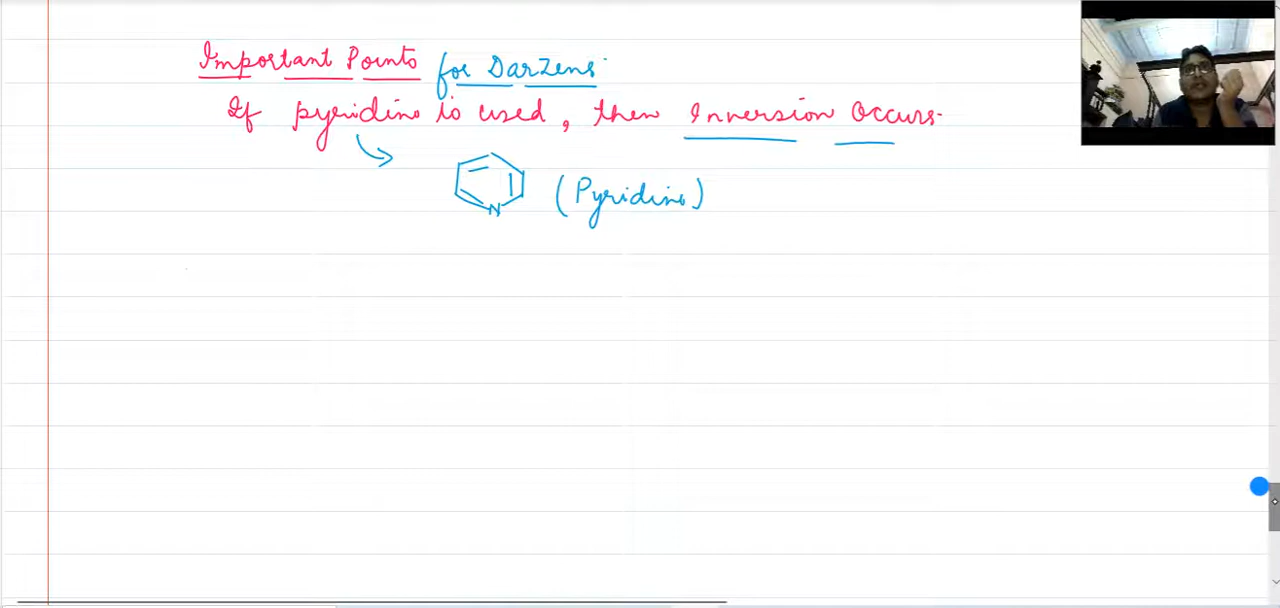 Important Points for Darzens.
If pyridine is used, then Inversion Occurs.
N
(Pyridine)